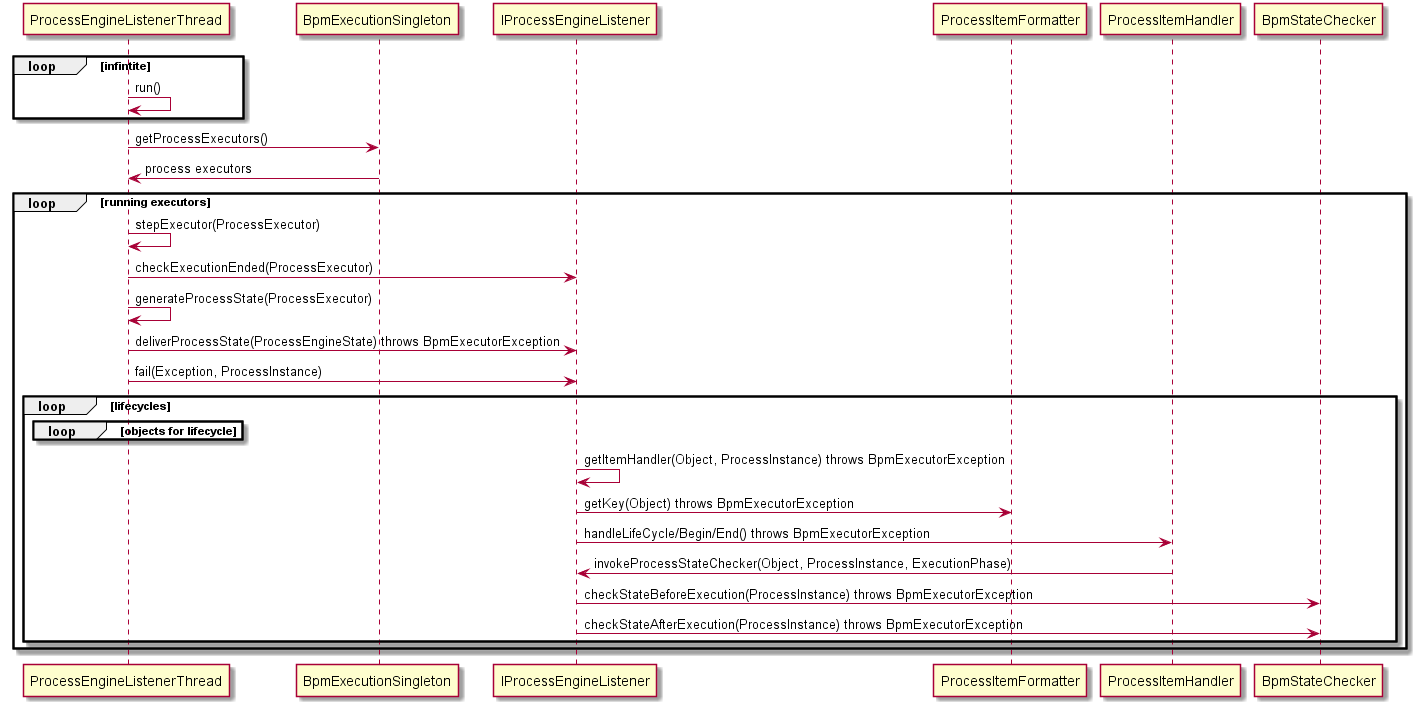 ProcessEngineListenerThread BpmExecutionSingleton IProcessEngineListener ProcessItemFormatter ProcessItemHandler BpmStateChecker
loop [infintite]
run()
getProcessExecutors()
process executors
loop [running executors]
stepExecutor(ProcessExecutor)
checkExecutionEnded(ProcessExecutor)
generateProcessState(ProcessExecutor)
deliverProcessState(ProcessEngineState) throws BpmExecutorException
fail(Exception, ProcessInstance)
loop [lifecycles]
loop [objects for lifecycle]
getItemHandler(Object, ProcessInstance) throws BpmExecutorException
getKey(Object) throws BpmExecutorException
handleLifeCycle/Begin/End() throws BpmExecutorException
invokeProcessStateChecker(Object, ProcessInstance, ExecutionPhase)
checkStateBeforeExecution(ProcessInstance) throws BpmExecutorException
checkStateAfterExecution(ProcessInstance) throws BpmExecutorException
ProcessEngineListenerThread BpmExecutionSingleton IProcessEngineListener ProcessItemFormatter ProcessItemHandler BpmStateChecker